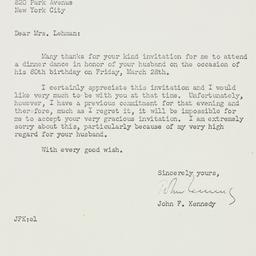 820 Park Avenue
New York City
Dear Mrs. Lehman:
Many thanks for your kind invitation for me to attend
a dinner dance in honor of your husband on the occasion of
his 80th birthday on Friday, March 28th.
I certainly appreciate this invitation and I would
like very much to be with you at that time. Unfortunately,
however, I have a previous commitment for that evening and
therefore, much as I regret it, it will be impossible for
me to accept your very gracious invitation. I am extremely
sorry about this, particularly because of my very high
regard for your husband.
With every good wish.
Sincerely yours,
John Kennedy
John F. Kennedy
JFK:el